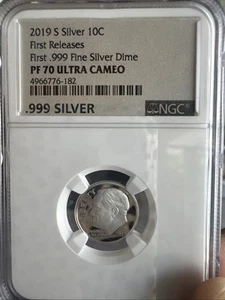 2019 S Silver 10C
First Releases
First .999 Fine Silver Dime
PF 70 ULTRA CAMEO
4966776-182
NGC
.999 SILVER